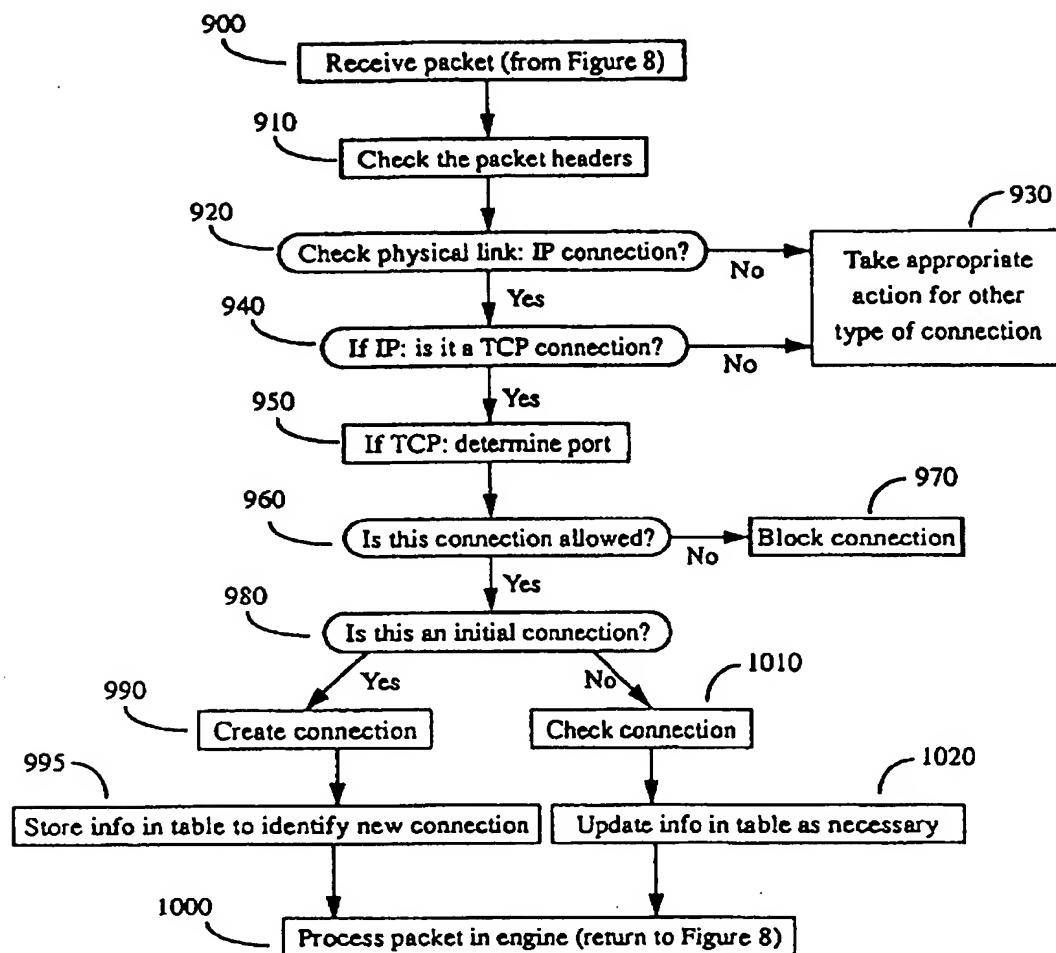 900
Receive packet (from Figure 8)
910
Check the packet headers
920
Check physical link: IP connection?
No
930
Take appropriate
action for other
type of connection
Yes
940
If IP: is it a TCP connection?
No
Yes
950
If TCP: determine port
960
Is this connection allowed?
No
970
Block connection
Yes
980
Is this an initial connection?
Yes
No
990
Create connection
1010
Check connection
995
Store info in table to identify new connection
1020
Update info in table as necessary
1000
Process packet in engine (return to Figure 8)